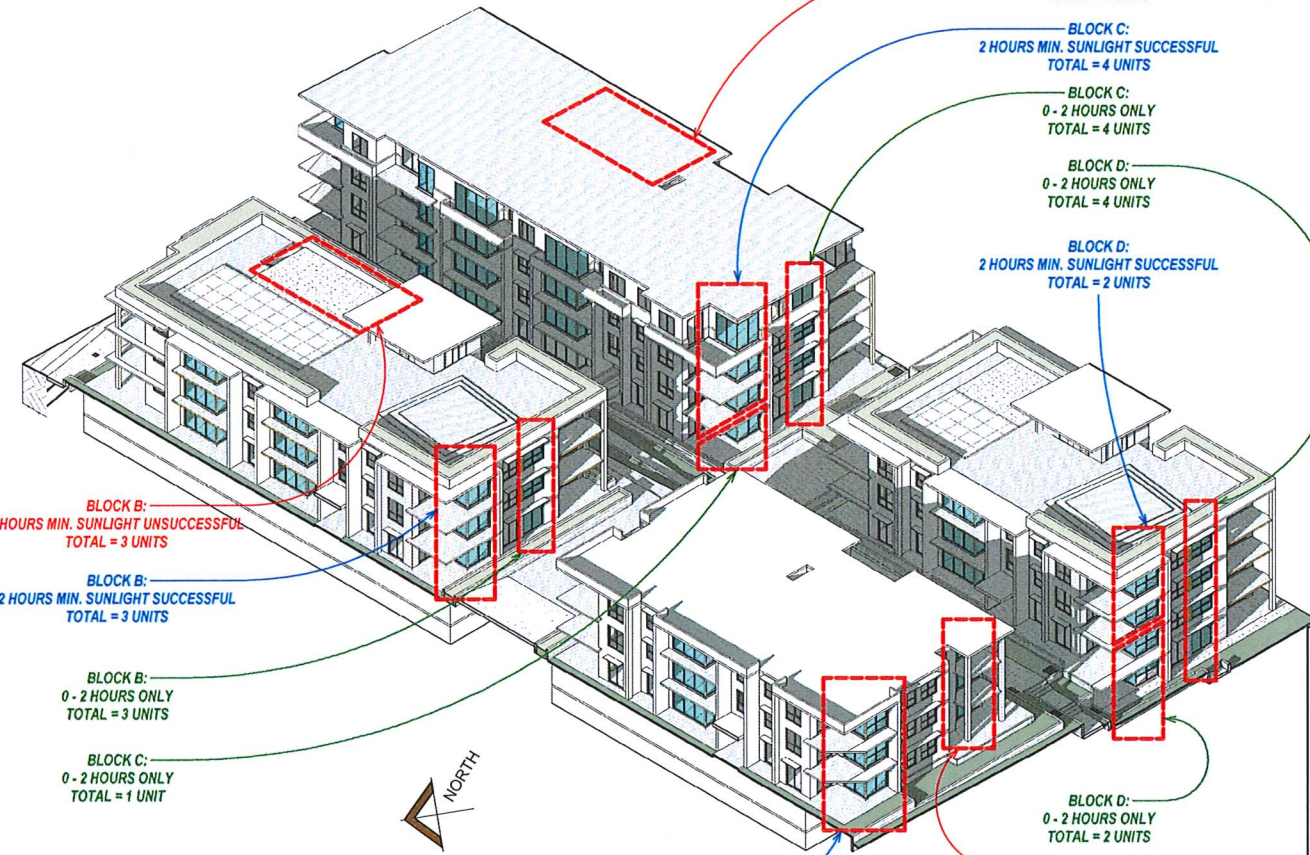 BLOCK C:
2 HOURS MIN. SUNLIGHT SUCCESSFUL
TOTAL = 4 UNITS
BLOCK C:
0 - 2 HOURS ONLY
TOTAL = 4 UNITS
BLOCK D:
0 - 2 HOURS ONLY
TOTAL = 4 UNITS
BLOCK D:
2 HOURS MIN. SUNLIGHT SUCCESSFUL
TOTAL = 2 UNITS
BLOCK B:
HOURS MIN. SUNLIGHT UNSUCCESSFUL
TOTAL = 3 UNITS
BLOCK B:
2 HOURS MIN. SUNLIGHT SUCCESSFUL
TOTAL = 3 UNITS
BLOCK B:
0 - 2 HOURS ONLY
TOTAL = 3 UNITS
BLOCK C:
0 - 2 HOURS ONLY
TOTAL = 1 UNIT
NORTH
BLOCK D:
0 - 2 HOURS ONLY
TOTAL = 2 UNITS